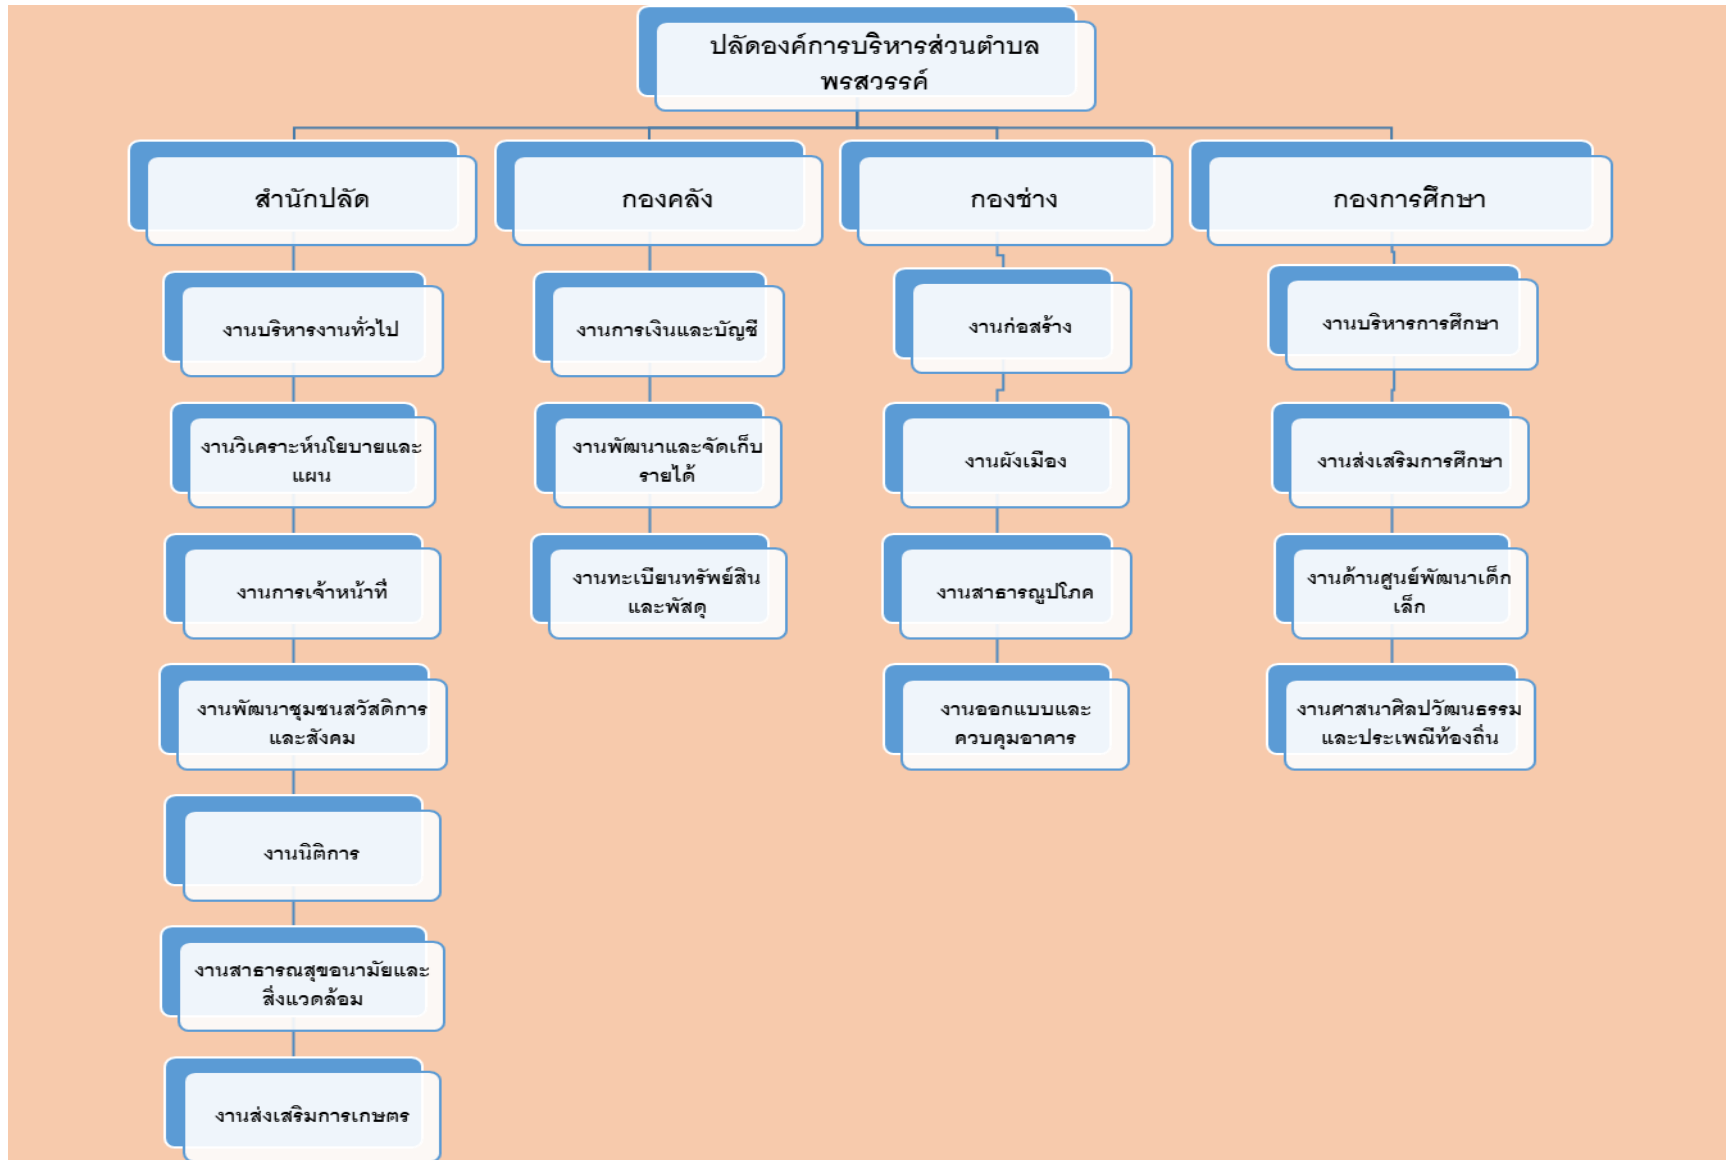 ปลัดองค์การบริหารส่วนตำบล
พรสวรรค์
สำนักปลัด
กองคลัง
กองช่าง
กองการศึกษา
งานบริหารงานทั่วไป
งานวิเคราะห์นโยบายและ
แผน
งานการเจ้าหน้าที่
งานพัฒนาชุมชนสวัสดิการ
และสังคม
งานนิติการ
งานสาธารณสุขอนามัยและ
สิ่งแวดล้อม
งานส่งเสริมการเกษตร
งานการเงินและบัญชี
งานพัฒนาและจัดเก็บ
รายได้
งานทะเบียนทรัพย์สิน
และพัสดุ
งานก่อสร้าง
งานผังเมือง
งานสาธารณูปโภค
งานออกแบบและ
ควบคุมอาคาร
งานบริหารการศึกษา
งานส่งเสริมการศึกษา
งานด้านศูนย์พัฒนาเด็ก
เล็ก
งานศาสนาศิลปวัฒนธรรม
และประเพณีท้องถิ่น